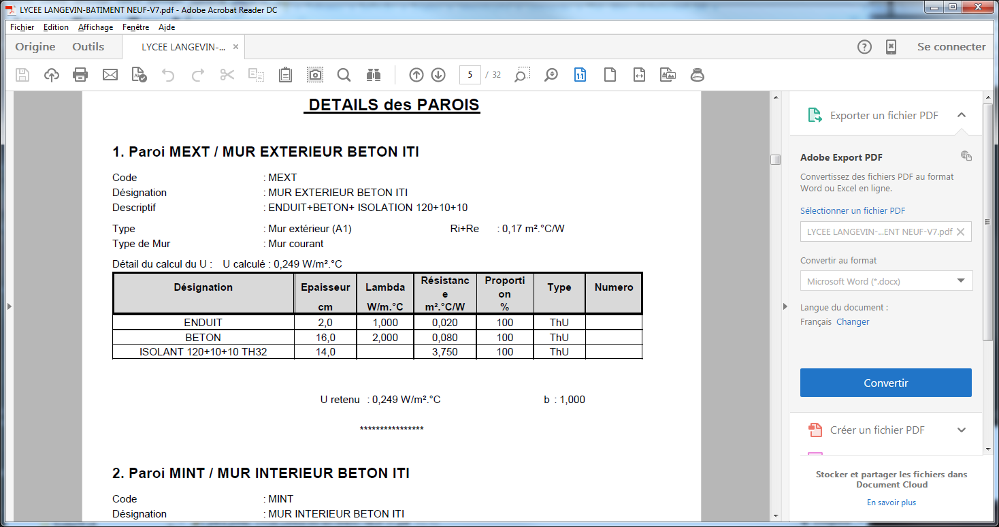 LYCEE LANGEVIN-BATIMENT NEUF-V7.pdf - Adobe Acrobat Reader DC
Fichier Edition Affichage Fenêtre Aide
Origine Outils LYCEE LANGEVIN-... × Se connecter
5 / 32
DETAILS des PAROIS
1. Paroi MEXT / MUR EXTERIEUR BETON ITI
Code : MEXT
Désignation : MUR EXTERIEUR BETON ITI
Descriptif : ENDUIT+BETON+ ISOLATION 120+10+10
Type : Mur extérieur (A1) Ri+Re : 0,17 m².°C/W
Type de Mur : Mur courant
Détail du calcul du U : U calculé : 0,249 W/m².°C
Désignation Epaisseur Lambda Résistanc Proporti Type Numero
e on
cm W/m.°C m².°C/W %
ENDUIT 2,0 1,000 0,020 100 ThU
BETON 16,0 2,000 0,080 100 ThU
ISOLANT 120+10+10 TH32 14,0 3,750 100 ThU
U retenu : 0,249 W/m².°C b : 1,000
****************
2. Paroi MINT / MUR INTERIEUR BETON ITI
Code : MINT
Désignation : MUR INTERIEUR BETON ITI
Exporter un fichier PDF
Adobe Export PDF
Convertissez des fichiers PDF au format
Word ou Excel en ligne.
Sélectionner un fichier PDF
LYCEE LANGEVIN-...ENT NEUF-V7.pdf
Convertir au format
Microsoft Word (*.docx)
Langue du document :
Français Changer
Convertir
Créer un fichier PDF
Stocker et partager les fichiers dans
Document Cloud
En savoir plus